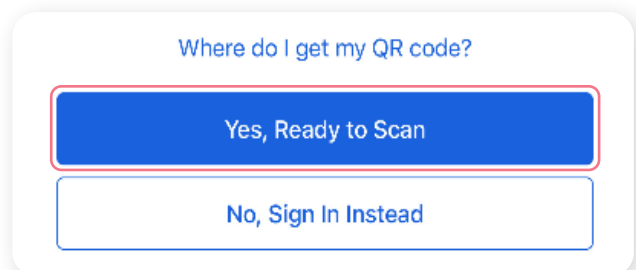 Where do I get my QR code?
Yes, Ready to Scan
No, Sign In Instead